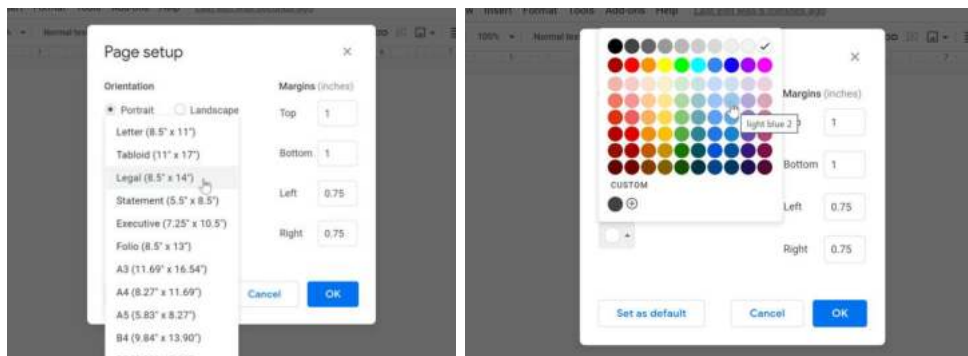 Insert Format Tools Add-ons Help
100%
Normal
Page setup
Orientation
Portrait
Landscape
Letter (8.5" x 11")
Tabloid (11" x 17")
Legal (8.5" x 14")
Statement (5.5" x 8.5")
Executive (7.25" x 10.5")
Folio (8.5" x 13")
A3 (11.69" x 16.54")
A4 (8.27" x 11.69")
A5 (5.83" x 8.27")
B4 (9.84" x 13.90")
Margins (inches)
Top 1
Bottom 1
Left 0.75
Right 0.75
Cancel
OK
CUSTOM
light blue 2
Margins (inches)
1
Bottom 1
Left 0.75
Right 0.75
Set as default
Cancel
OK